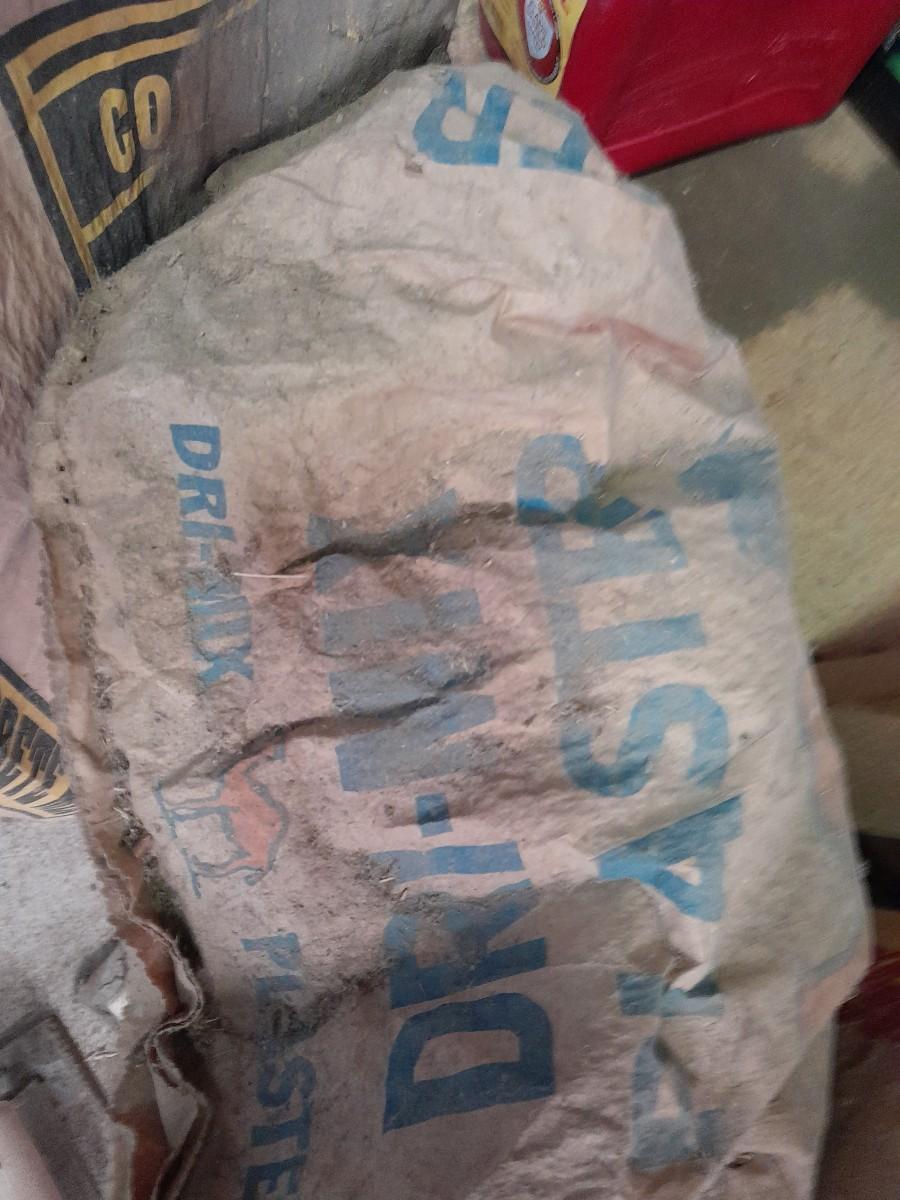 CO
DRI-MIX
PLASTER
DRI-MIX
PLASTE